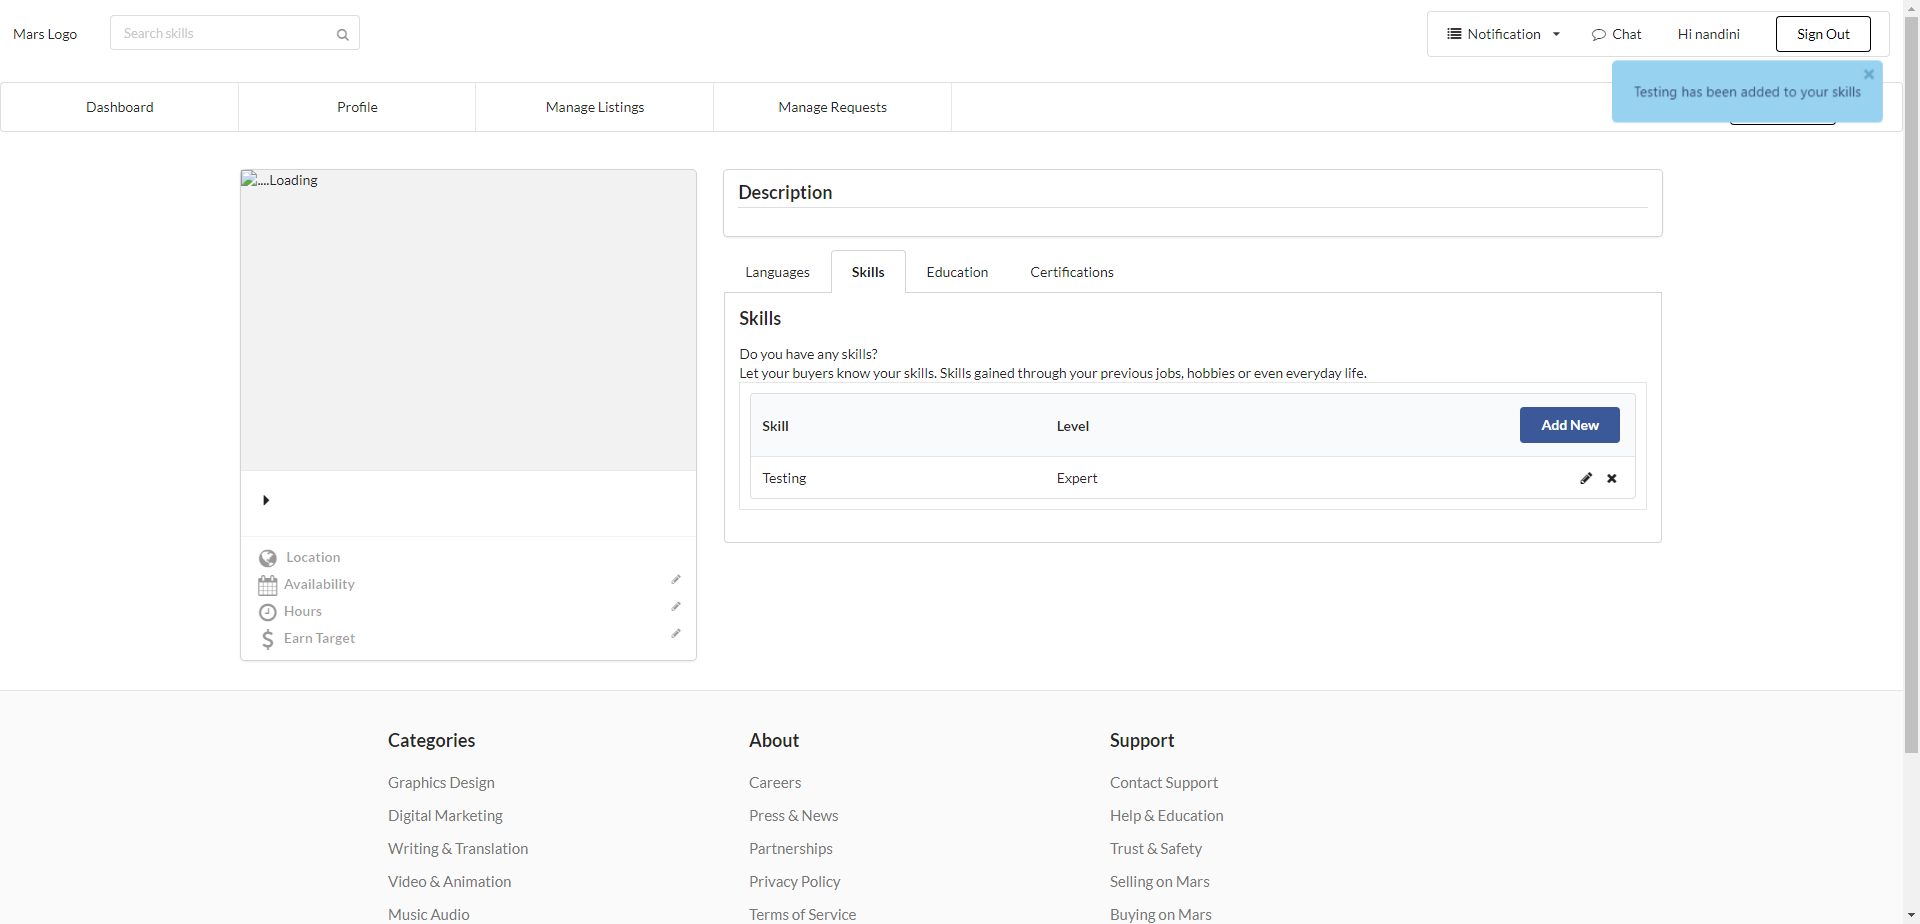 Mars Logo
Search skills
Notification
Chat
Hi nandini
Sign Out
Testing has been added to your skills
Dashboard
Profile
Manage Listings
Manage Requests
....Loading
Description
Languages
Skills
Education
Certifications
Skills
Do you have any skills?
Let your buyers know your skills. Skills gained through your previous jobs, hobbies or even everyday life.
Skill
Level
Add New
Testing
Expert
Location
Availability
Hours
Earn Target
Categories
Graphics Design
Digital Marketing
Writing & Translation
Video & Animation
Music Audio
About
Careers
Press & News
Partnerships
Privacy Policy
Terms of Service
Support
Contact Support
Help & Education
Trust & Safety
Selling on Mars
Buying on Mars